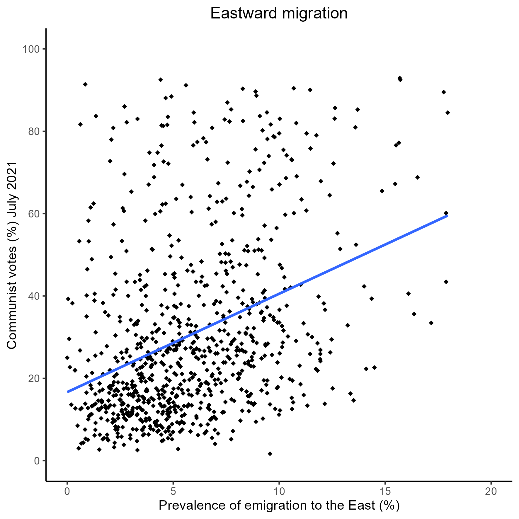 Eastward migration
100
80
60
40
20
0
Communist votes (%) July 2021
0 5 10 15 20
Prevalence of emigration to the East (%)